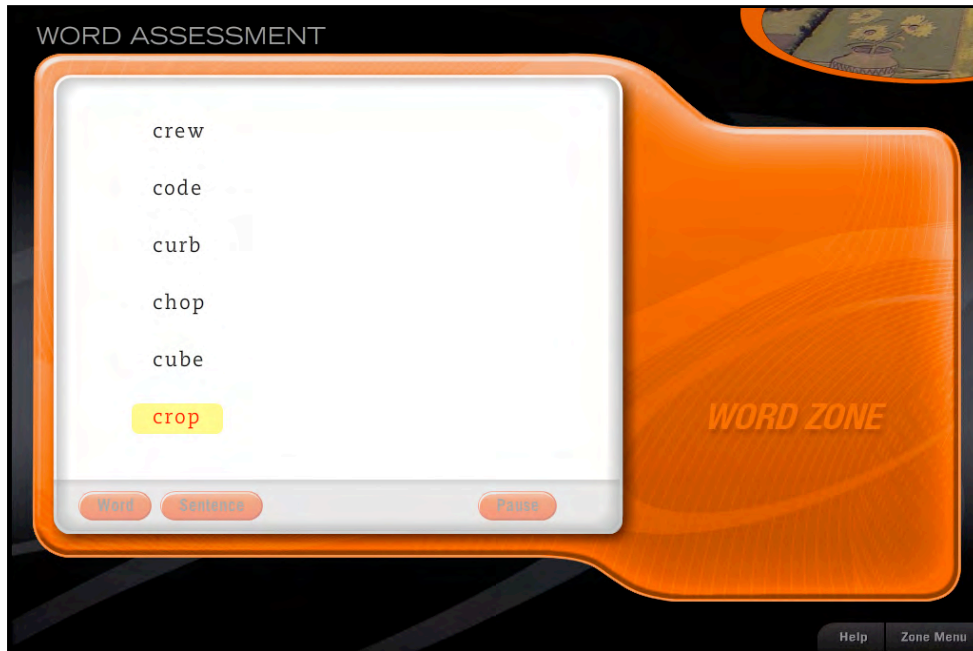 WORD ASSESSMENT
crew
code
curb
chop
cube
crop
WORD ZONE
Word Sentence Pause
Help Zone Menu